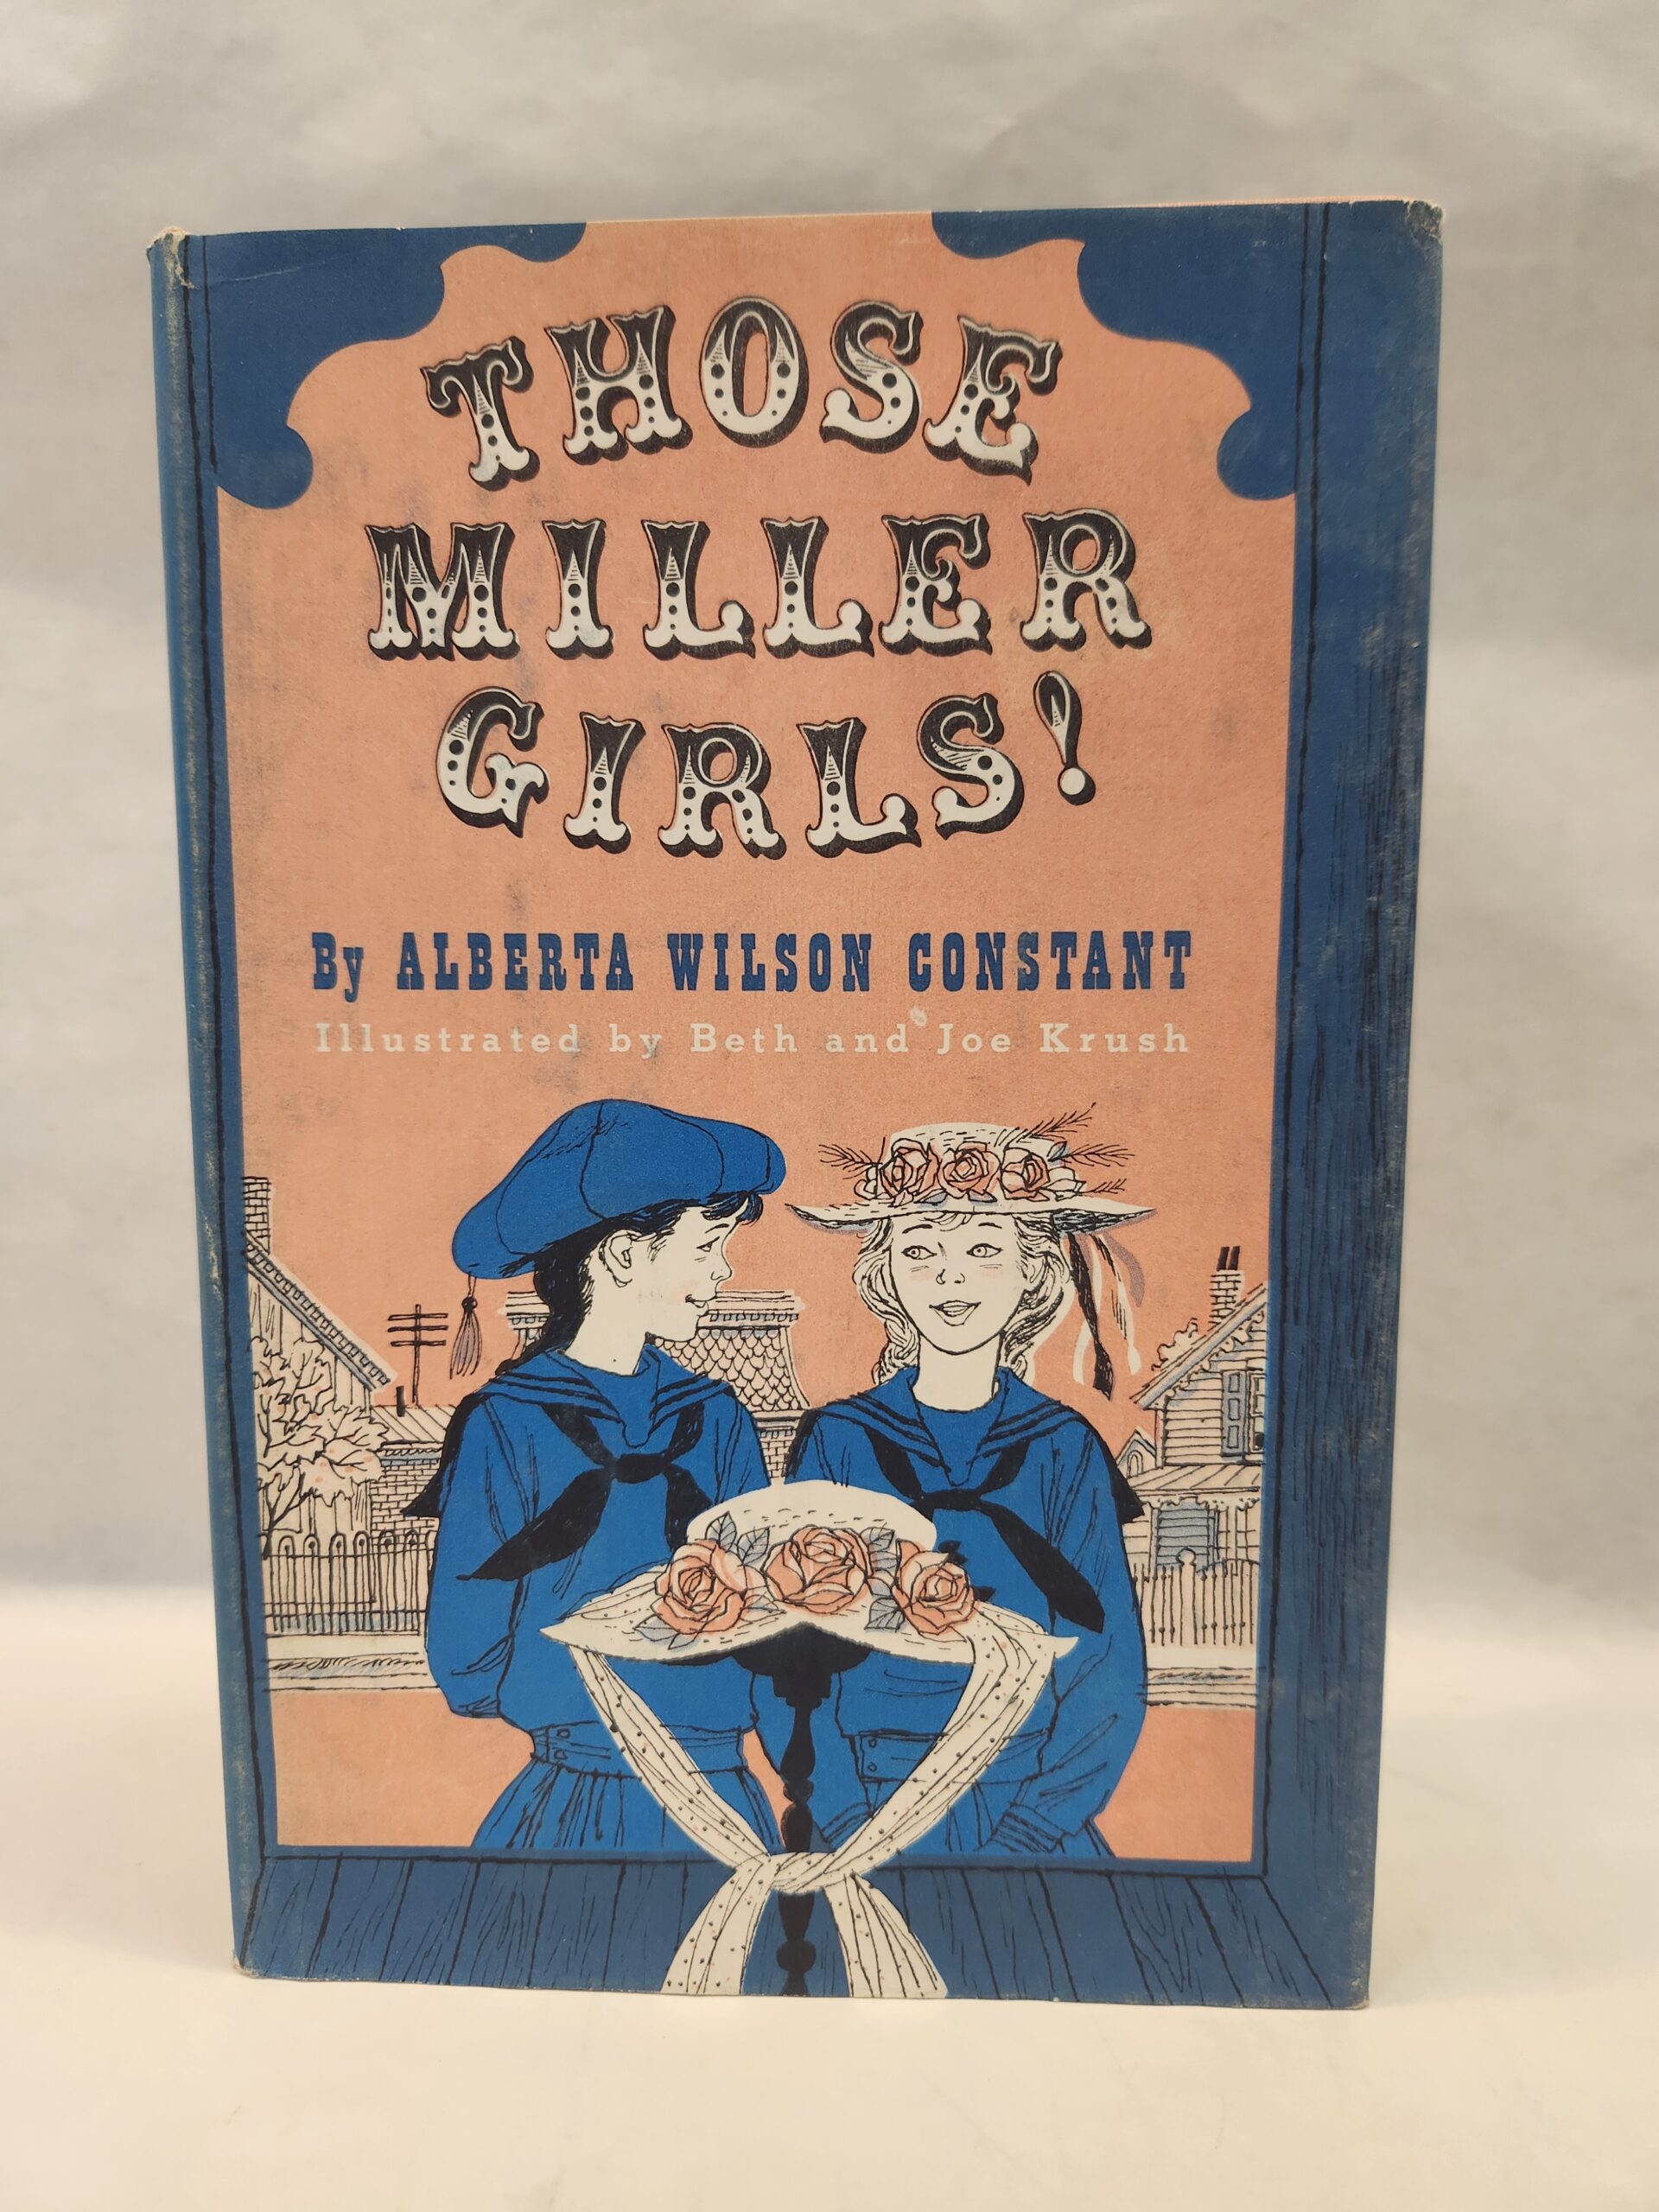 THOSE
MILLER
GIRLS!
By ALBERTA WILSON CONSTANT
Illustrated by Beth and Joe Krush